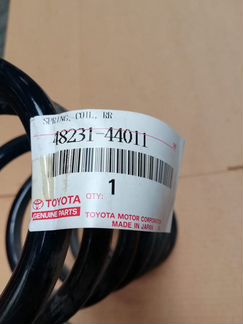 SPRING, COIL, RR
48231-44011
TOYOTA
GENUINE PARTS
QTY:
1
TOYOTA MOTOR CORPORATION
MADE IN JAPAN